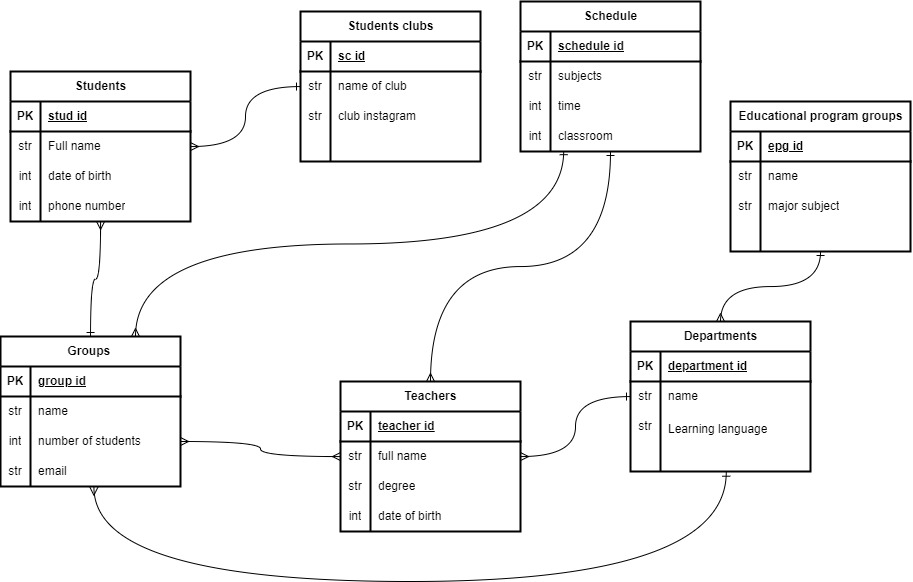 Students
PK stud id
str Full name
int date of birth
int phone number
Students clubs
PK sc id
str name of club
str club instagram
Schedule
PK schedule id
str subjects
int time
int classroom
Educational program groups
PK epg id
str name
str major subject
Groups
PK group id
str name
int number of students
str email
Teachers
PK teacher id
str full name
str degree
int date of birth
Departments
PK department id
str name
str Learning language